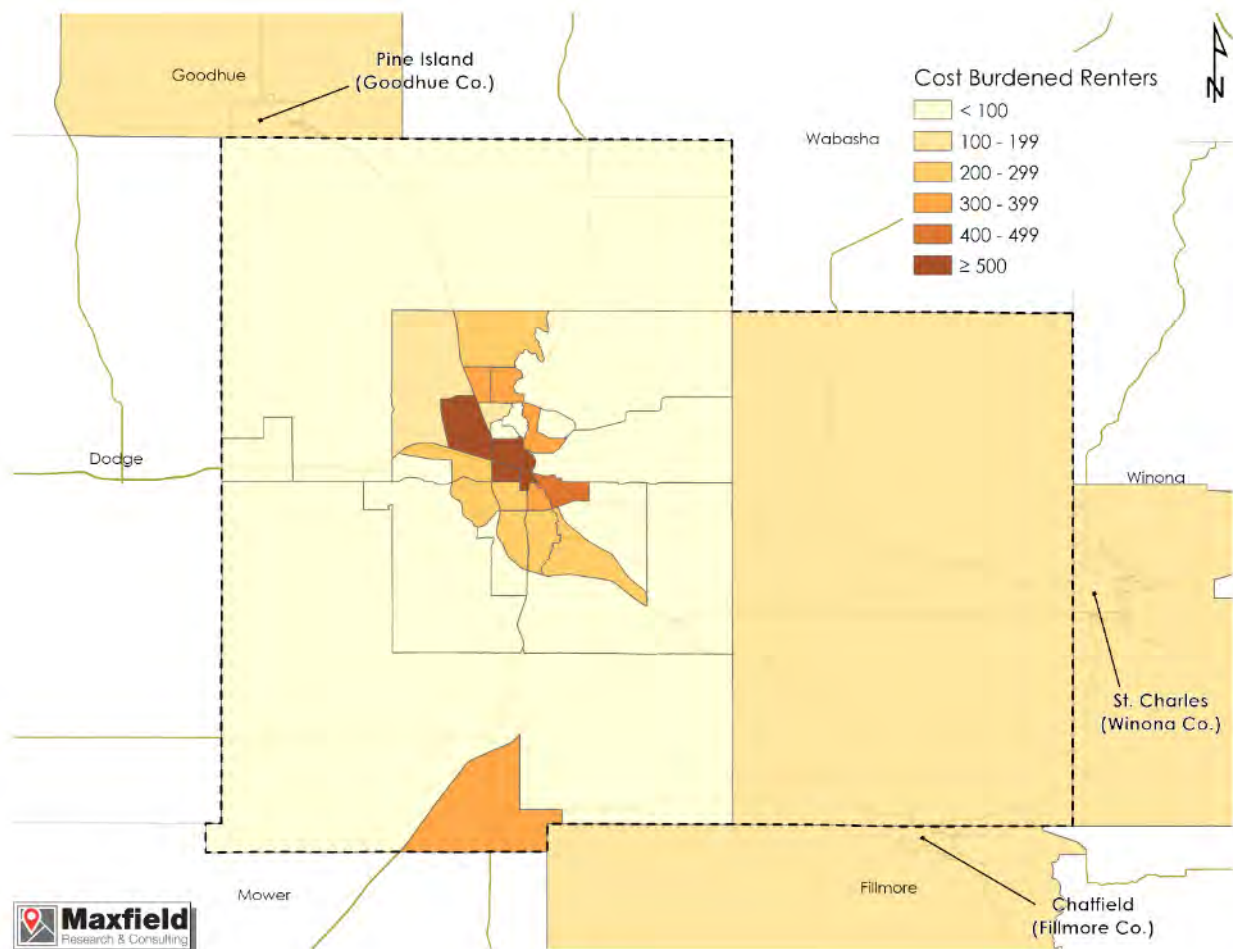 Goodhue
Pine Island
(Goodhue Co.)
N
Cost Burdened Renters
< 100
100 - 199
200 - 299
300 - 399
400 - 499
≥ 500
Wabasha
Dodge
Winona
St. Charles
(Winona Co.)
Mower
Fillmore
Chatfield
(Fillmore Co.)
Maxfield
Research & Consulting